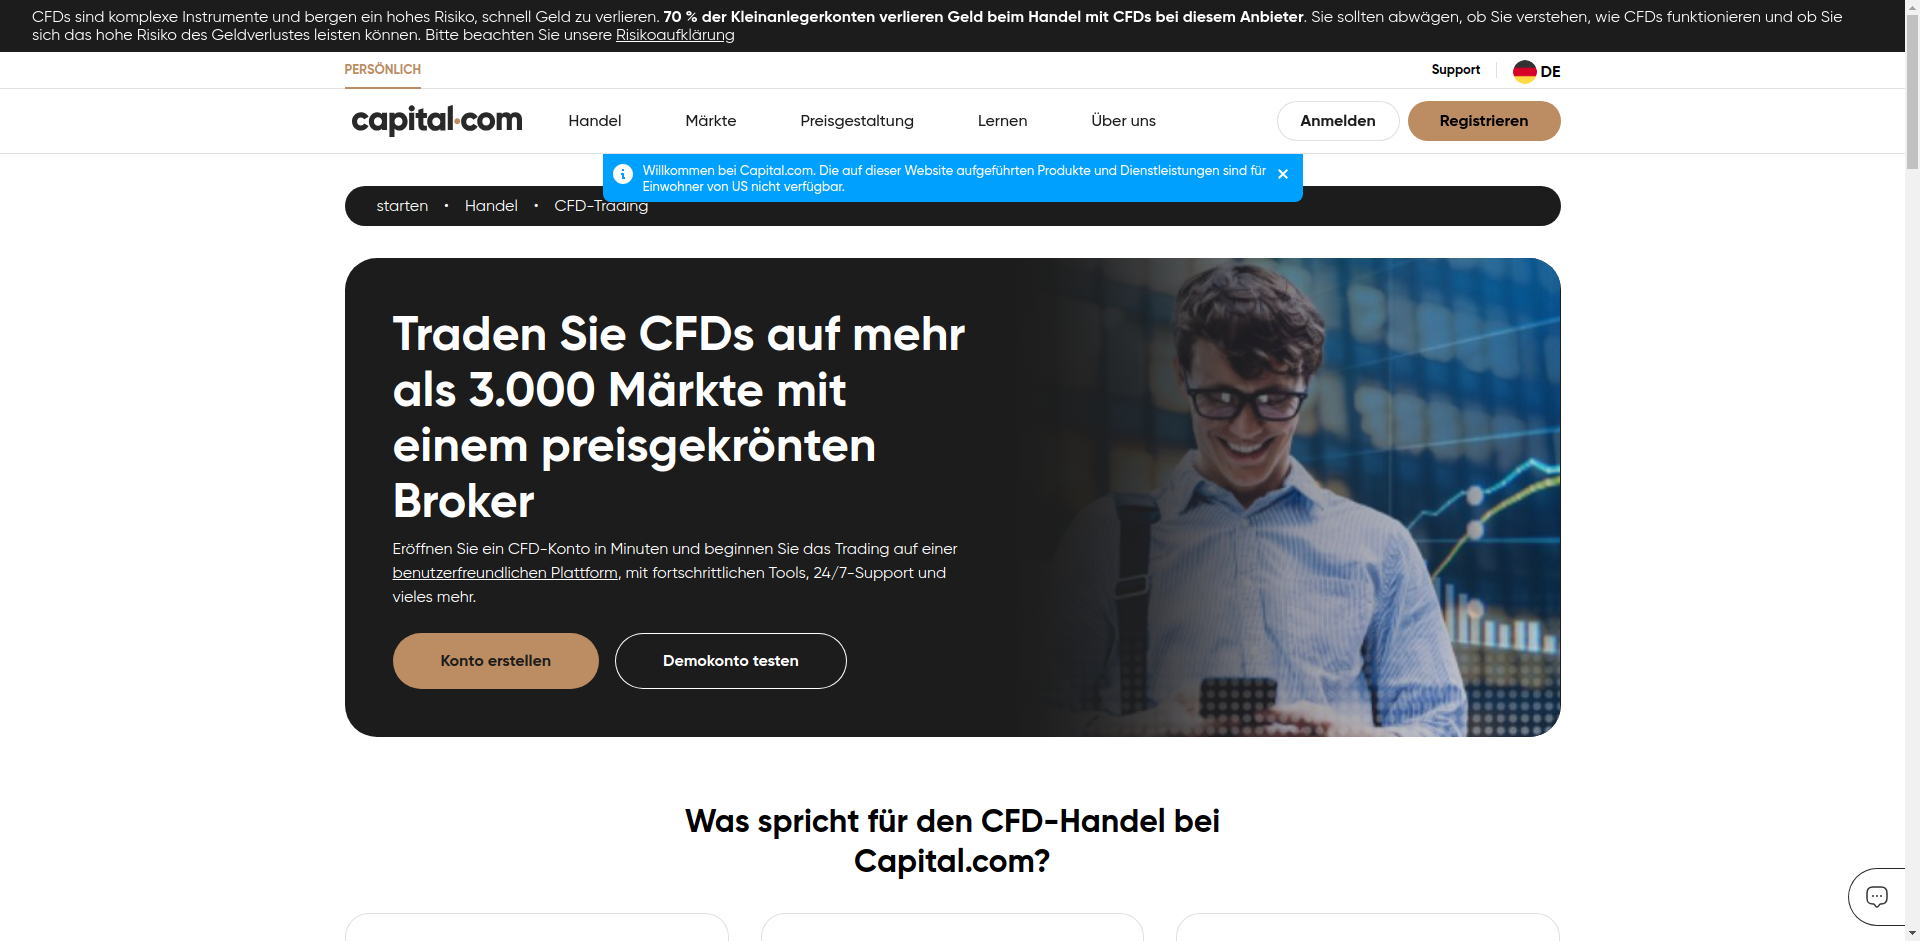 CFDs sind komplexe Instrumente und bergen ein hohes Risiko, schnell Geld zu verlieren. 70 % der Kleinanlegerkonten verlieren Geld beim Handel mit CFDs bei diesem Anbieter. Sie sollten abwägen, ob Sie verstehen, wie CFDs funktionieren und ob Sie
sich das hohe Risiko des Geldverlustes leisten können. Bitte beachten Sie unsere Risikoaufklärung
PERSÖNLICH
Support
DE
capital.com
Handel
Märkte
Preisgestaltung
Lernen
Über uns
Anmelden
Registrieren
Willkommen bei Capital.com. Die auf dieser Website aufgeführten Produkte und Dienstleistungen sind für
Einwohner von US nicht verfügbar.
starten • Handel • CFD-Trading
Traden Sie CFDs auf mehr
als 3.000 Märkte mit
einem preisgekrönten
Broker
Eröffnen Sie ein CFD-Konto in Minuten und beginnen Sie das Trading auf einer
benutzerfreundlichen Plattform, mit fortschrittlichen Tools, 24/7-Support und
vieles mehr.
Konto erstellen
Demokonto testen
Was spricht für den CFD-Handel bei
Capital.com?